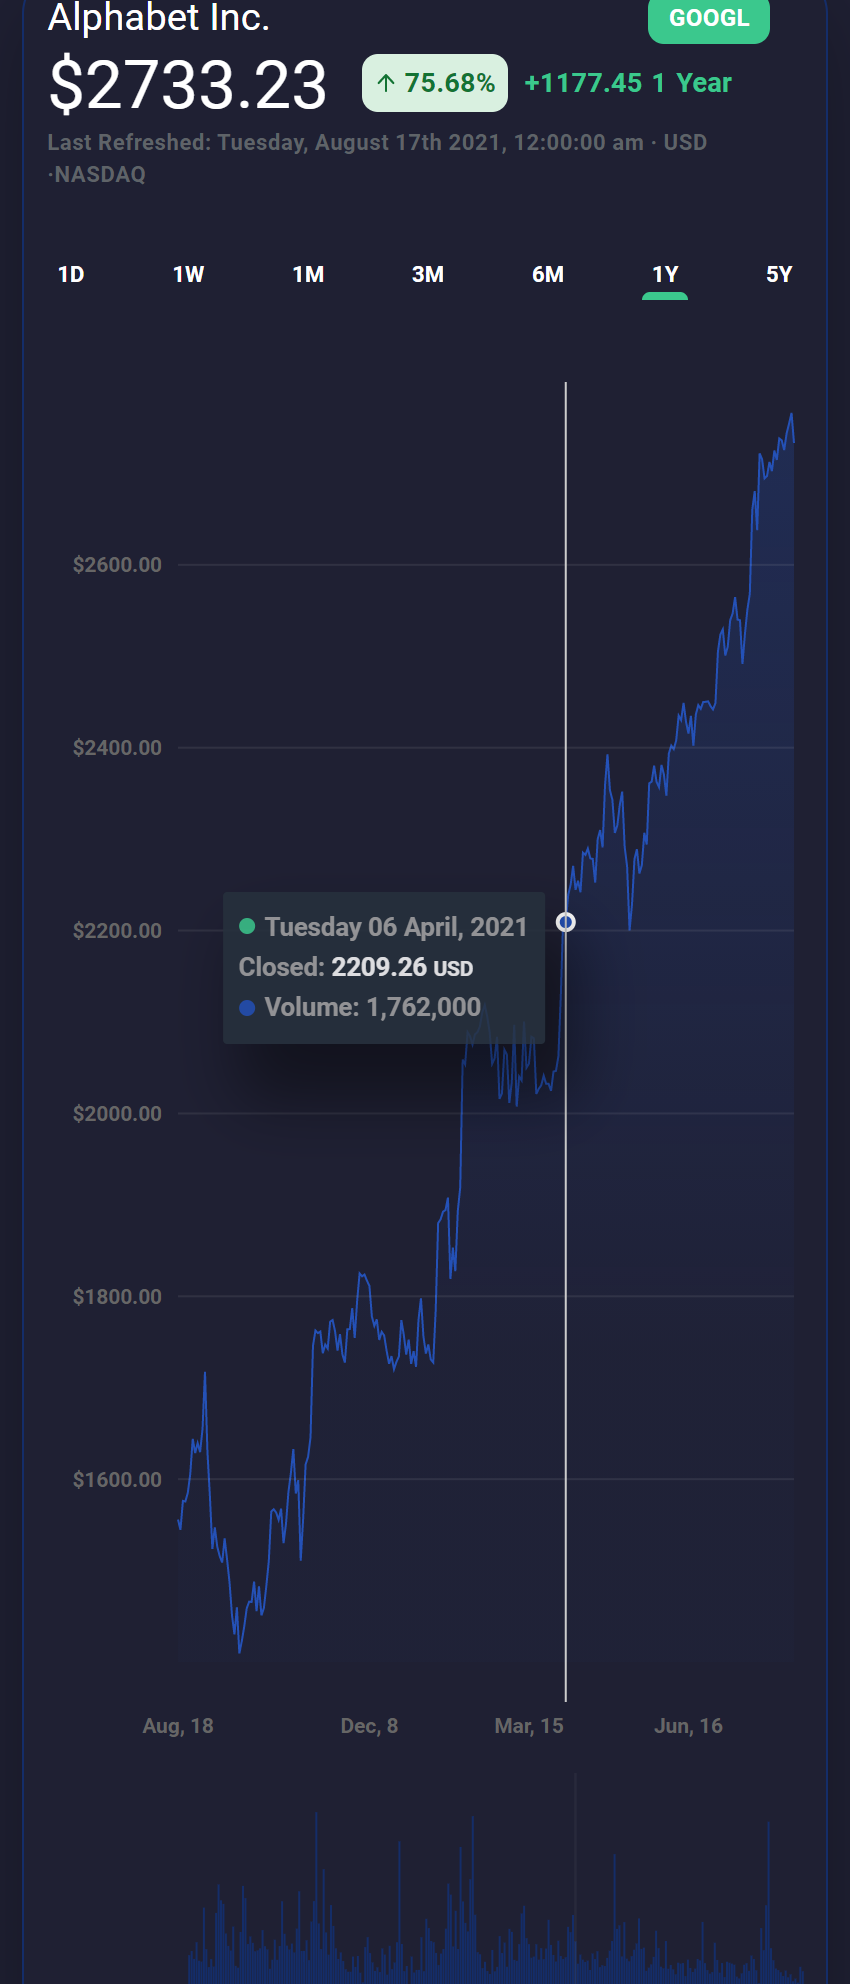 Alphabet Inc.
GOOGL
$2733.23
↑ 75.68%
+1177.45 1 Year
Last Refreshed: Tuesday, August 17th 2021, 12:00:00 am · USD
·NASDAQ
1D 1W 1M 3M 6M 1Y 5Y
$2600.00
$2400.00
$2200.00
Tuesday 06 April, 2021
Closed: 2209.26 USD
Volume: 1,762,000
$2000.00
$1800.00
$1600.00
Aug, 18 Dec, 8 Mar, 15 Jun, 16